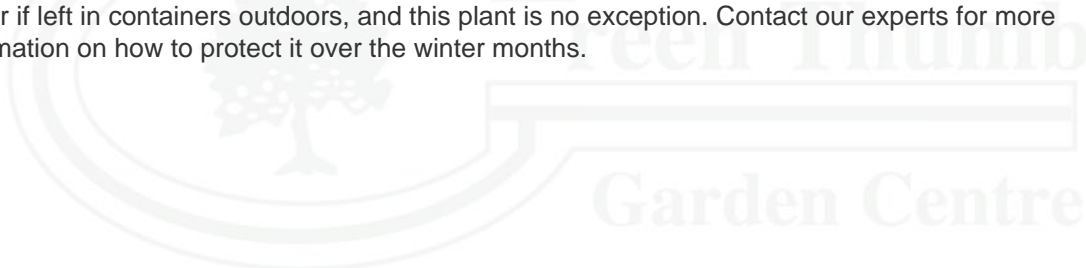 r if left in containers outdoors, and this plant is no exception. Contact our experts for more
mation on how to protect it over the winter months.
reen Thumb
Garden Centre